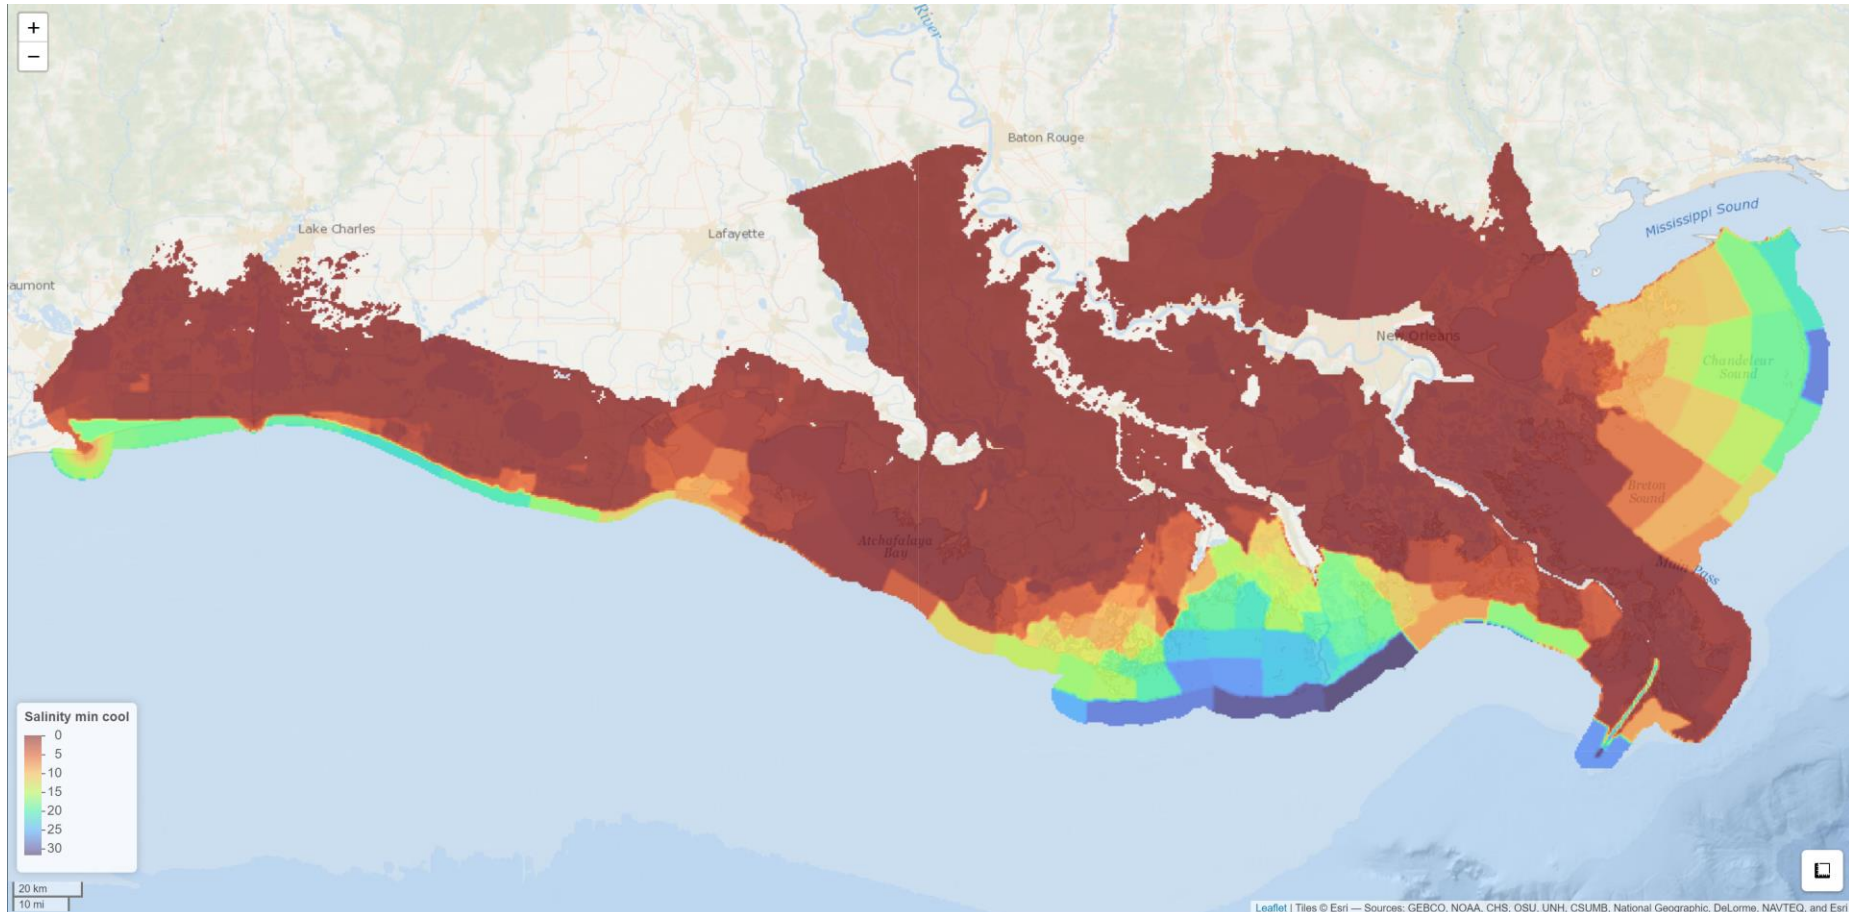 +
−
River
Baton Rouge
Lake Charles
Lafayette
Mississippi Sound
aumont
New Orleans
Chandeleur
Sound
Breton
Sound
Atchafalaya
Bay
Pass
Salinity min cool
0
5
10
15
20
25
30
20 km
10 mi
Leaflet | Tiles © Esri — Sources: GEBCO, NOAA, CHS, OSU, UNH, CSUMB, National Geographic, DeLorme, NAVTEQ, and Esri